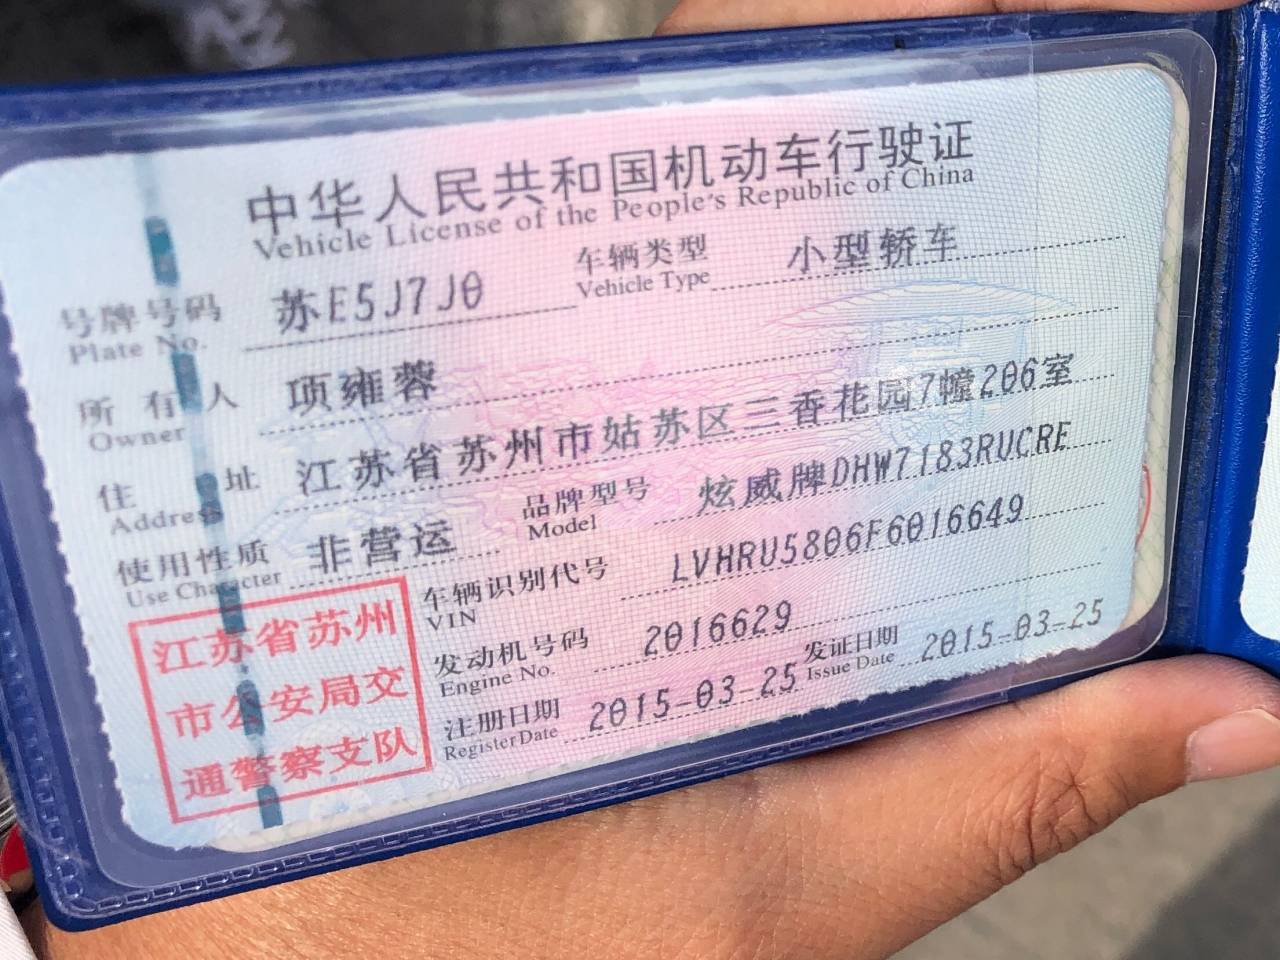 中华人民共和国机动车行驶证
Vehicle License of the People's Republic of China
号牌号码 苏E5J7J0 车辆类型 小型轿车
Plate No. Vehicle Type
所有人 项雍蓉
Owner
住址 江苏省苏州市姑苏区三香花园7幢206室
Address
使用性质 非营运 品牌型号 炫威牌DHW7183RUCRE
Use Character Model
车辆识别代号 LVHRU5806F6016649
VIN
发动机号码 2016629
Engine No.
注册日期 2015-03-25 发证日期 2015-03-25
Register Date Issue Date
江苏省苏州
市公安局交
通警察支队